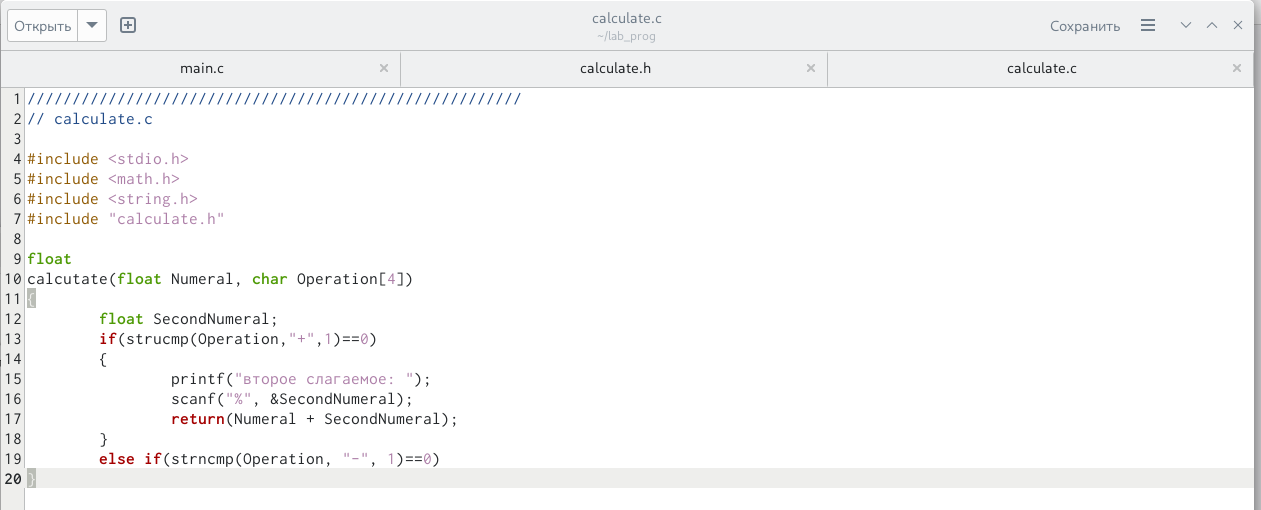 Открыть
calculate.c
~/lab_prog
Сохранить
main.c
calculate.h
calculate.c
1 ///////////////////////////////////////////////////////
2 // calculate.c
3
4 #include <stdio.h>
5 #include <math.h>
6 #include <string.h>
7 #include "calculate.h"
8
9 float
10 calcutate(float Numeral, char Operation[4])
11 {
12 float SecondNumeral;
13 if(strucmp(Operation,"+",1)==0)
14 {
15 printf("второе слагаемое: ");
16 scanf("%", &SecondNumeral);
17 return(Numeral + SecondNumeral);
18 }
19 else if(strncmp(Operation, "-", 1)==0)
20 }